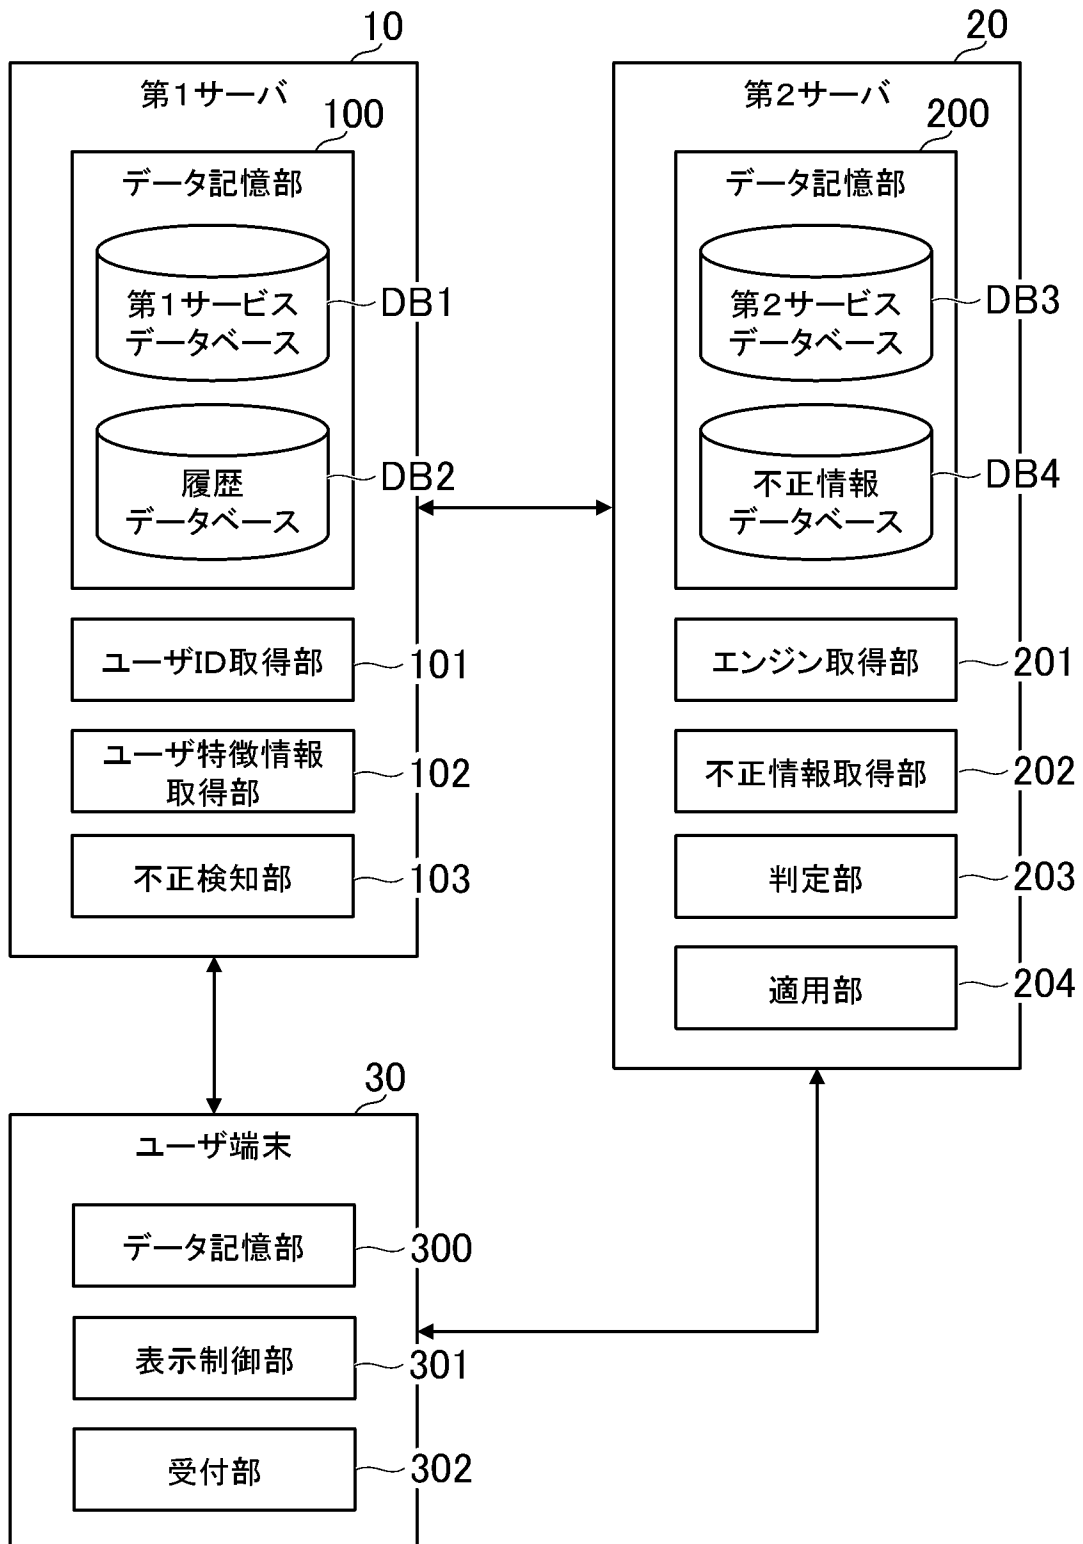 10
第1サーバ
100
データ記憶部
第1サービス
データベース
DB1
履歴
データベース
DB2
ユーザID取得部
101
ユーザ特徴情報
取得部
102
不正検知部
103
20
第2サーバ
200
データ記憶部
第2サービス
データベース
DB3
不正情報
データベース
DB4
エンジン取得部
201
不正情報取得部
202
判定部
203
適用部
204
30
ユーザ端末
データ記憶部
300
表示制御部
301
受付部
302